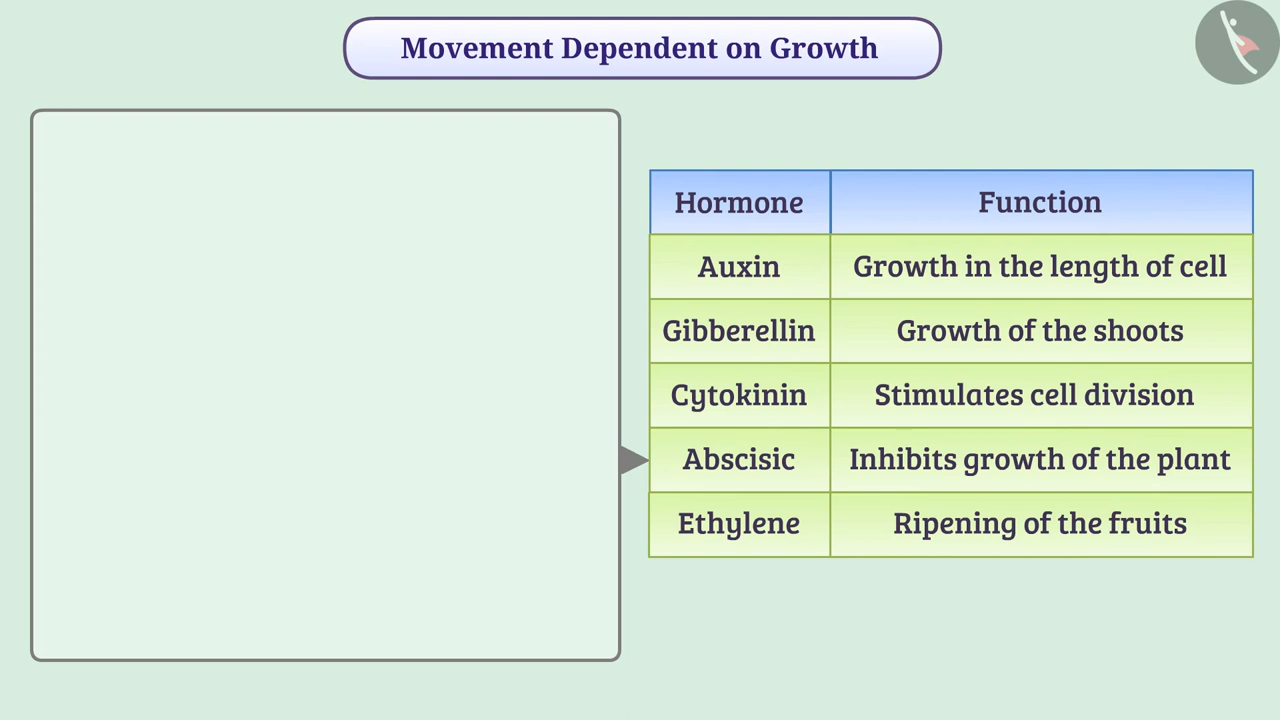 Movement Dependent on Growth
Hormone Function
Auxin Growth in the length of cell
Gibberellin Growth of the shoots
Cytokinin Stimulates cell division
Abscisic Inhibits growth of the plant
Ethylene Ripening of the fruits